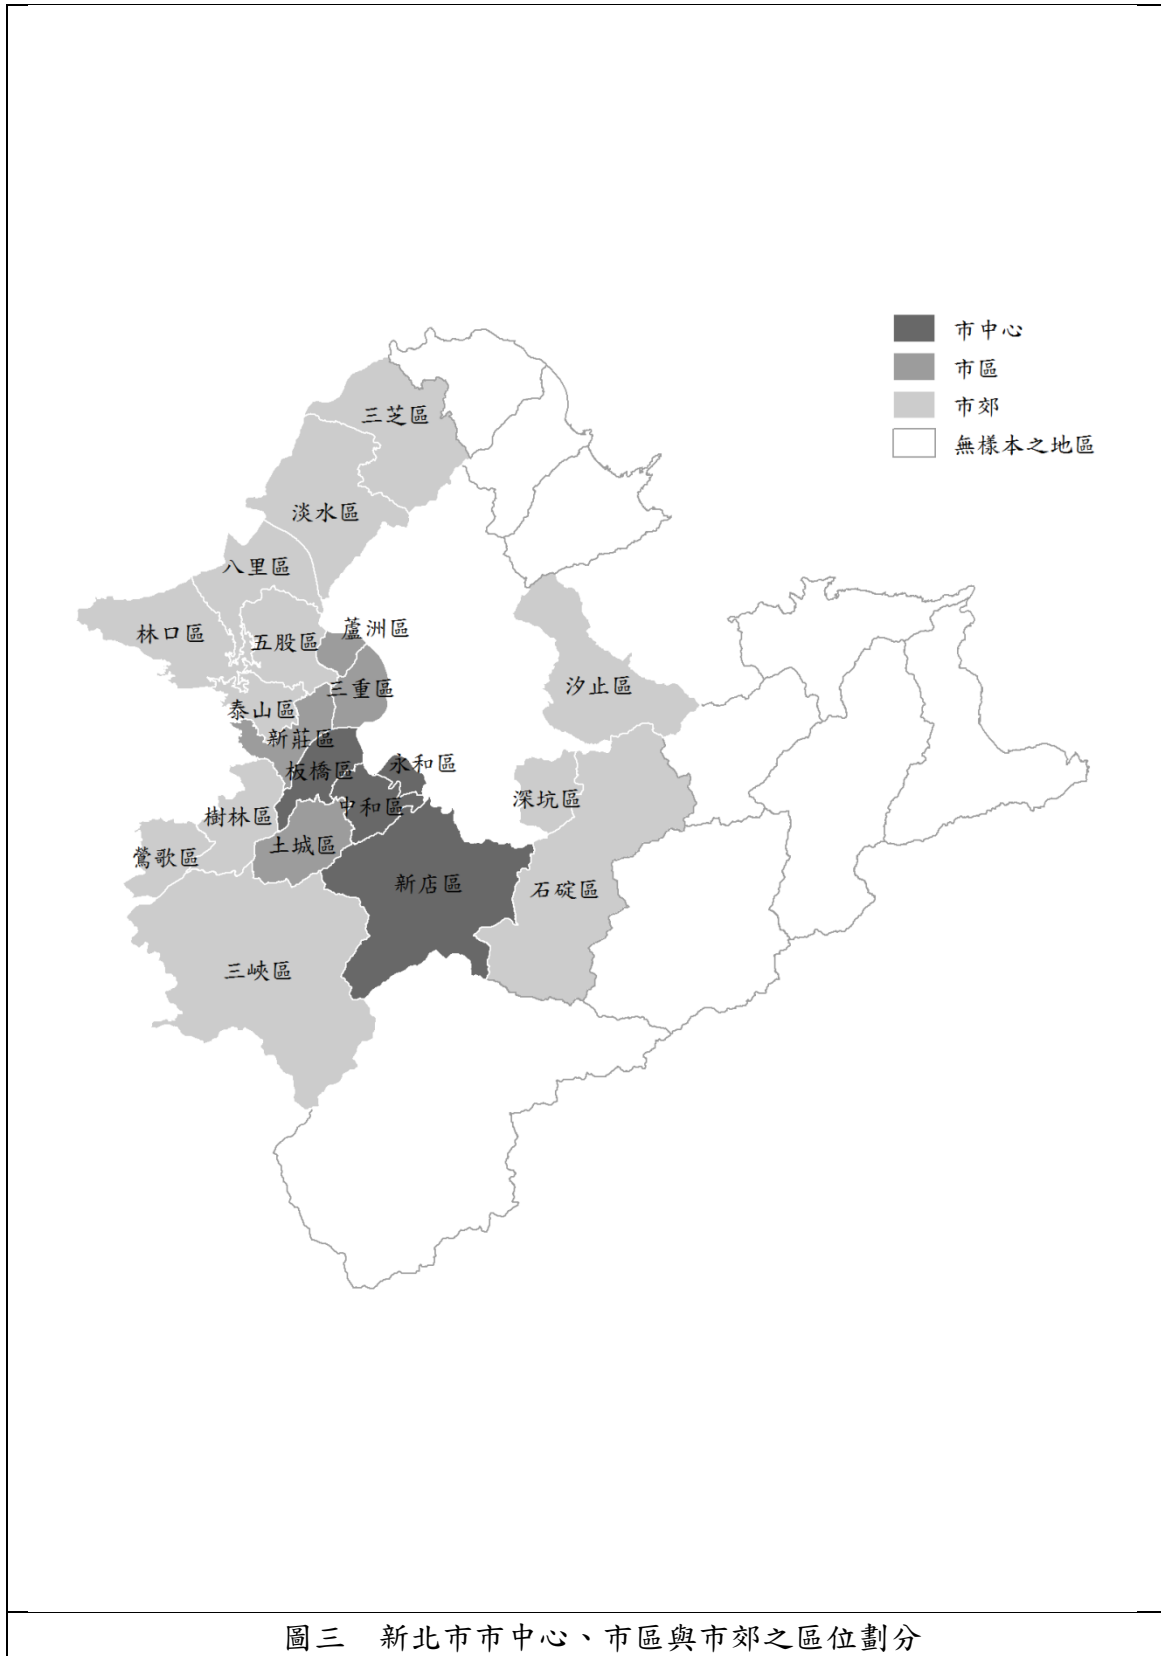 市中心
市區
市郊
無樣本之地區
三芝區
淡水區
八里區
林口區
五股區
蘆洲區
三重區
泰山區
新莊區
汐止區
板橋區
永和區
中和區
深坑區
樹林區
土城區
鶯歌區
新店區
石碇區
三峽區
圖三 新北市市中心、市區與市郊之區位劃分